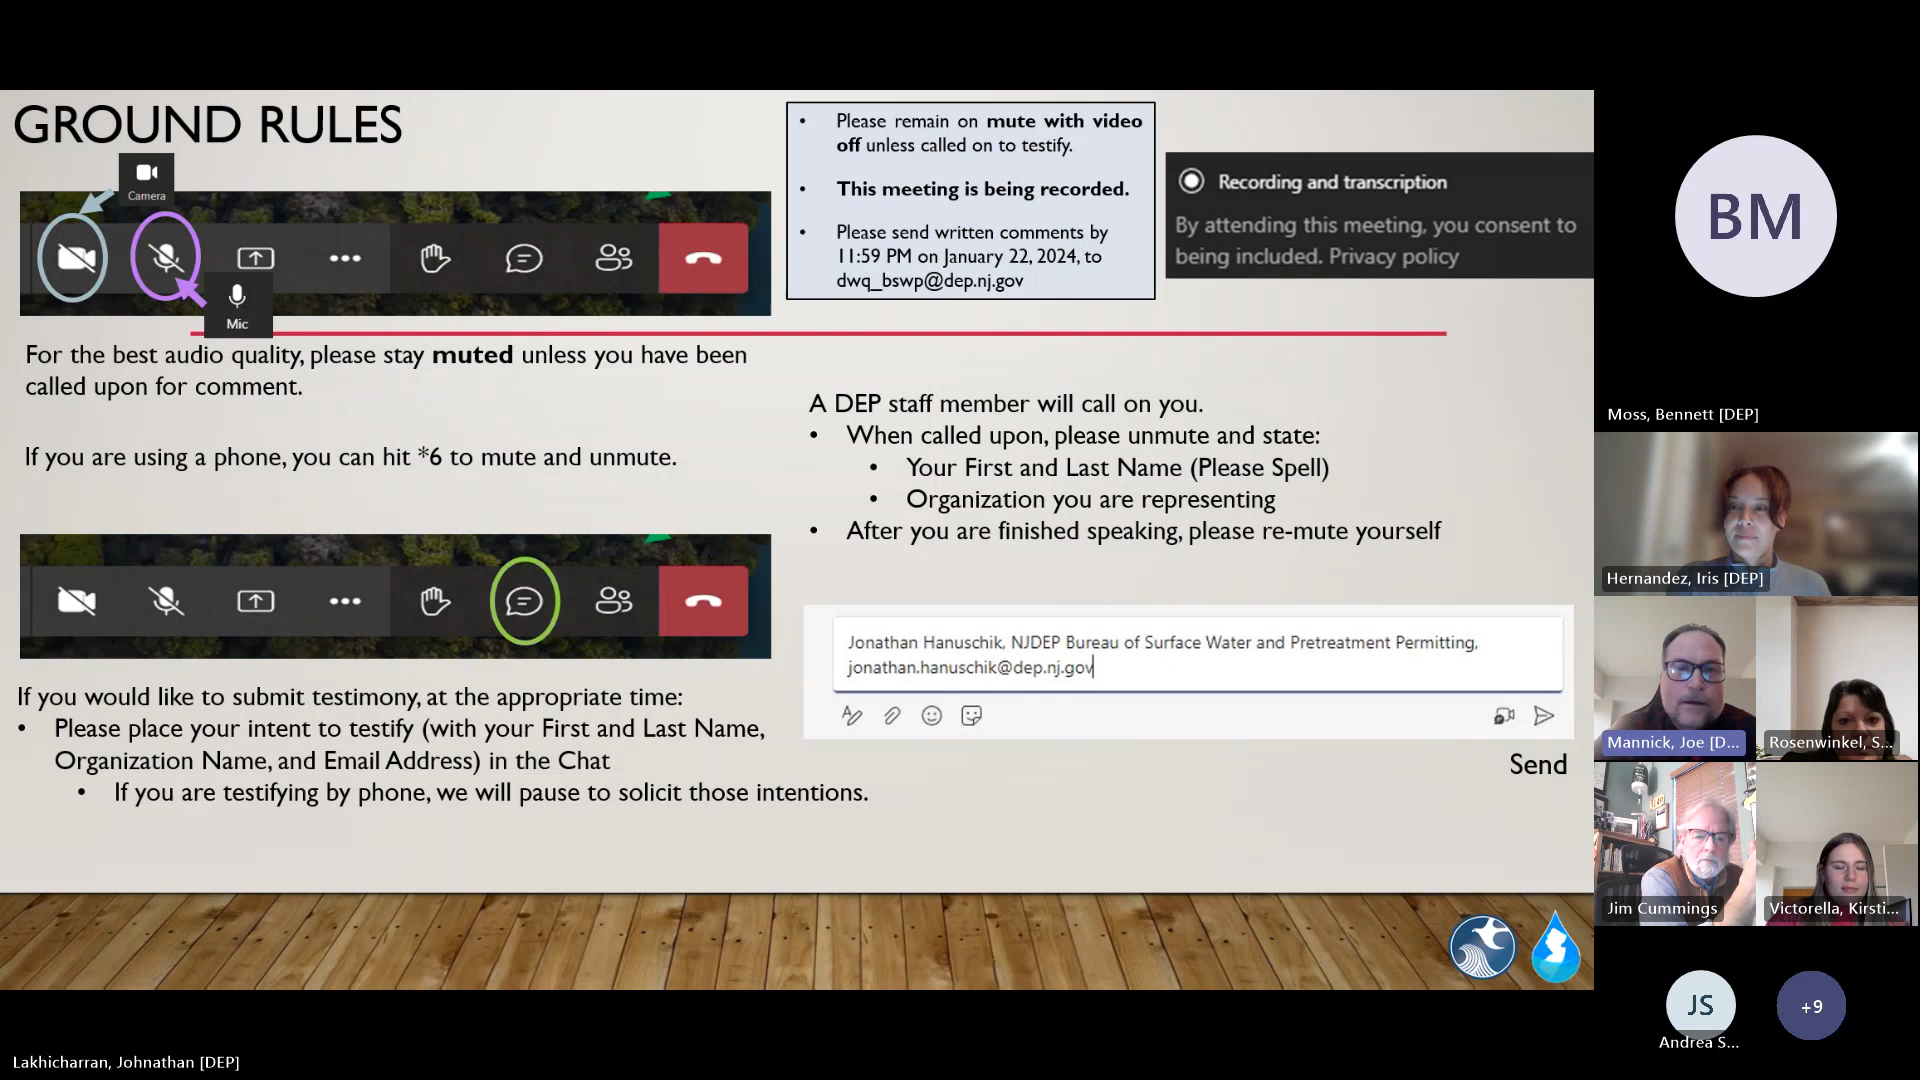 GROUND RULES
Camera
Mic
• Please remain on mute with video
off unless called on to testify.
• This meeting is being recorded.
• Please send written comments by
11:59 PM on January 22, 2024, to
dwq_bswp@dep.nj.gov
Recording and transcription
By attending this meeting, you consent to
being included. Privacy policy
For the best audio quality, please stay muted unless you have been
called upon for comment.
If you are using a phone, you can hit *6 to mute and unmute.
A DEP staff member will call on you.
• When called upon, please unmute and state:
• Your First and Last Name (Please Spell)
• Organization you are representing
• After you are finished speaking, please re-mute yourself
Jonathan Hanuschik, NJDEP Bureau of Surface Water and Pretreatment Permitting,
jonathan.hanuschik@dep.nj.gov
Send
If you would like to submit testimony, at the appropriate time:
• Please place your intent to testify (with your First and Last Name,
Organization Name, and Email Address) in the Chat
• If you are testifying by phone, we will pause to solicit those intentions.
BM
Moss, Bennett [DEP]
Hernandez, Iris [DEP]
Mannick, Joe [D...
Rosenwinkel, S...
Jim Cummings
Victorella, Kirsti...
JS
Andrea S...
+9
Lakhicharran, Johnathan [DEP]